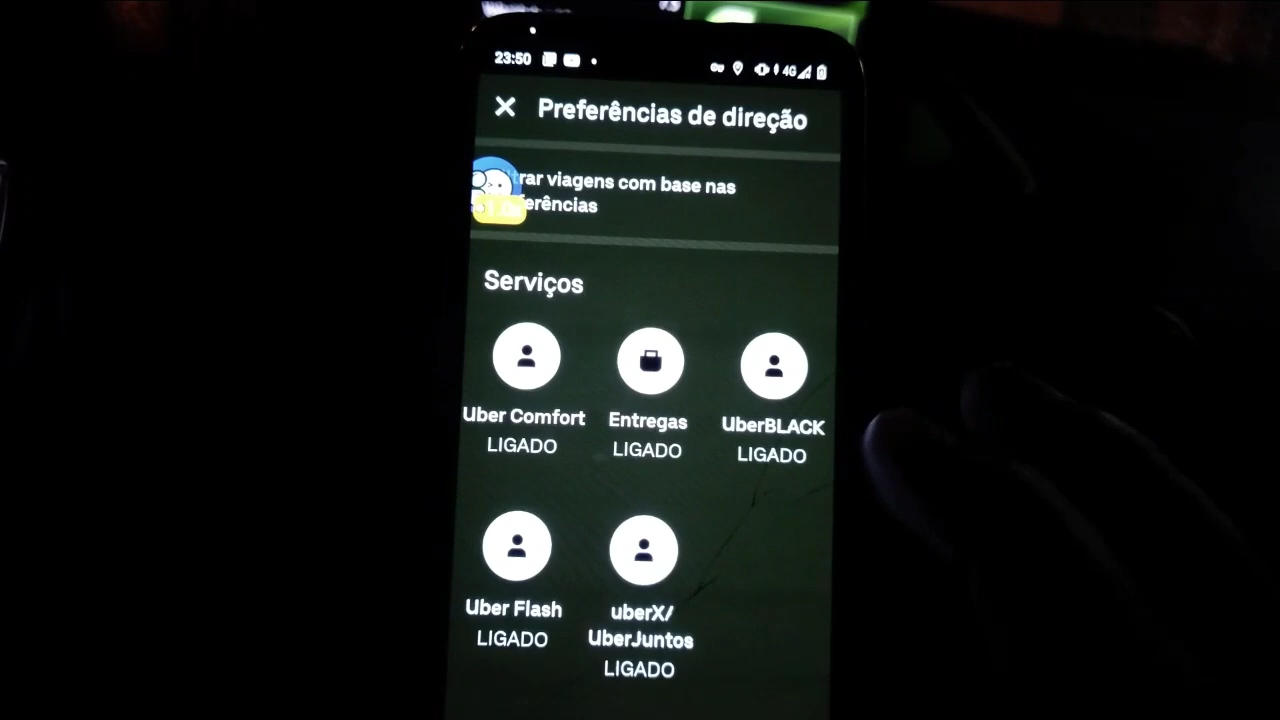 23:50
4G
Preferências de direção
trar viagens com base nas
erências
Serviços
Uber Comfort
LIGADO
Entregas
LIGADO
UberBLACK
LIGADO
Uber Flash
LIGADO
uberX/
UberJuntos
LIGADO